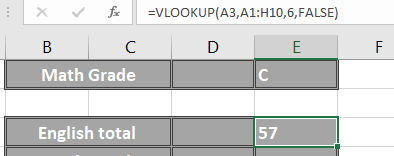 fx =VLOOKUP(A3,A1:H10,6,FALSE)
B C D E F
Math Grade C
English total 57